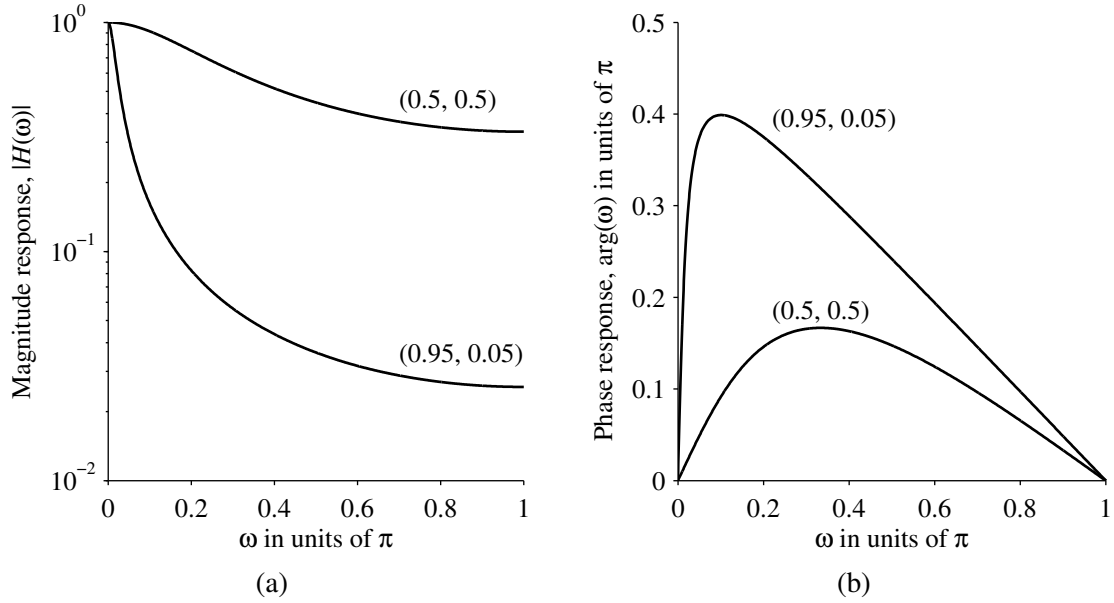 10⁰
10⁻¹
10⁻²
Magnitude response, |H(ω)|
(0.5, 0.5)
(0.95, 0.05)
0 0.2 0.4 0.6 0.8 1
ω in units of π
(a)
0.5
0.4
0.3
0.2
0.1
0
Phase response, arg(ω) in units of π
(0.95, 0.05)
(0.5, 0.5)
0 0.2 0.4 0.6 0.8 1
ω in units of π
(b)